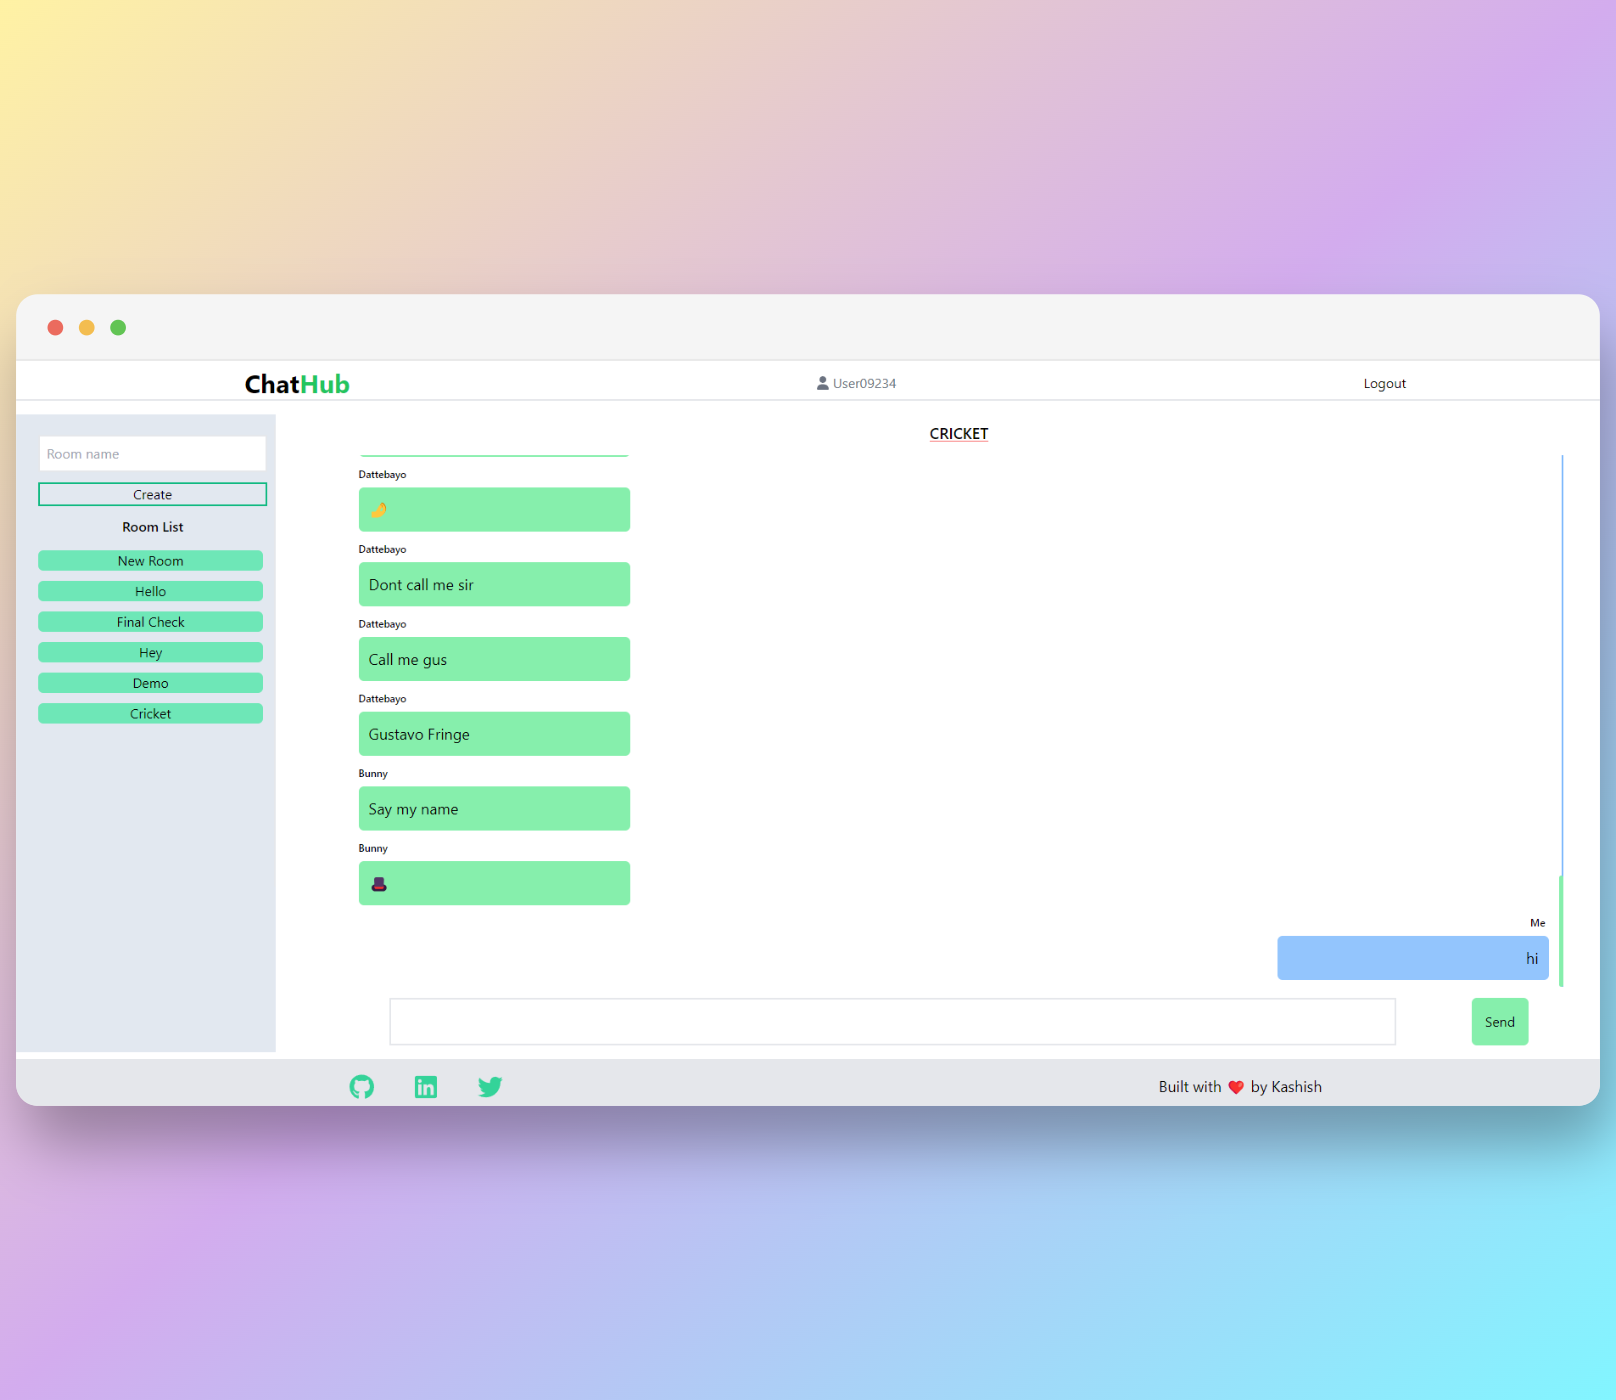 ChatHub
User09234
Logout
Room name
Create
Room List
New Room
Hello
Final Check
Hey
Demo
Cricket
CRICKET
Dattebayo
🤌
Dattebayo
Dont call me sir
Dattebayo
Call me gus
Dattebayo
Gustavo Fringe
Bunny
Say my name
Bunny
🎩
Me
hi
Send
Built with ❤️ by Kashish